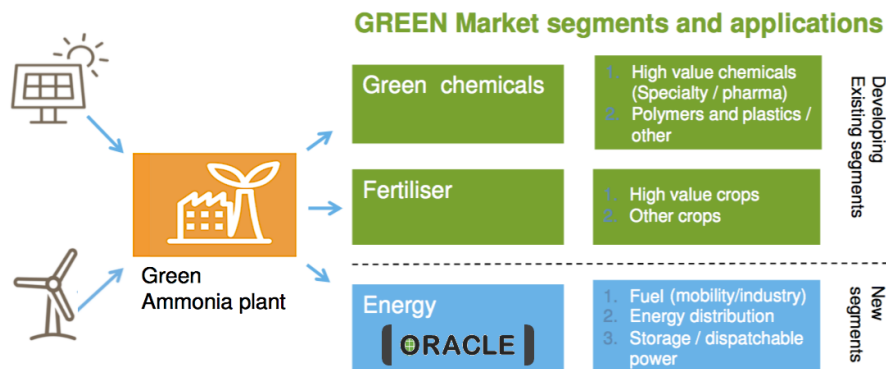 GREEN Market segments and applications
Green chemicals
1. High value chemicals
(Specialty / pharma)
2. Polymers and plastics /
other
Developing
Existing segments
Fertiliser
1. High value crops
2. Other crops
Green
Ammonia plant
Energy
[ORACLE]
1. Fuel (mobility/industry)
2. Energy distribution
3. Storage / dispatchable
power
New
segments